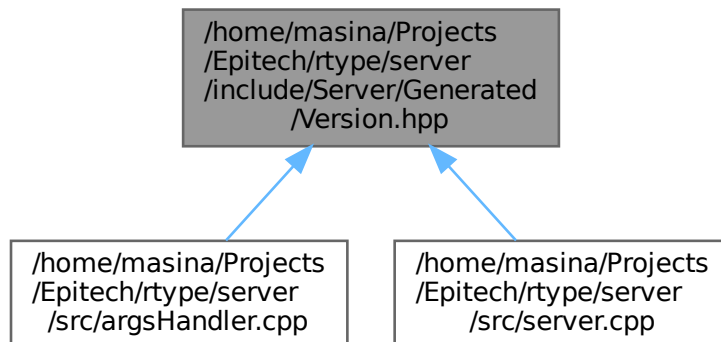 /home/masina/Projects
/Epitech/rtype/server
/include/Server/Generated
/Version.hpp
/home/masina/Projects
/Epitech/rtype/server
/src/argsHandler.cpp
/home/masina/Projects
/Epitech/rtype/server
/src/server.cpp